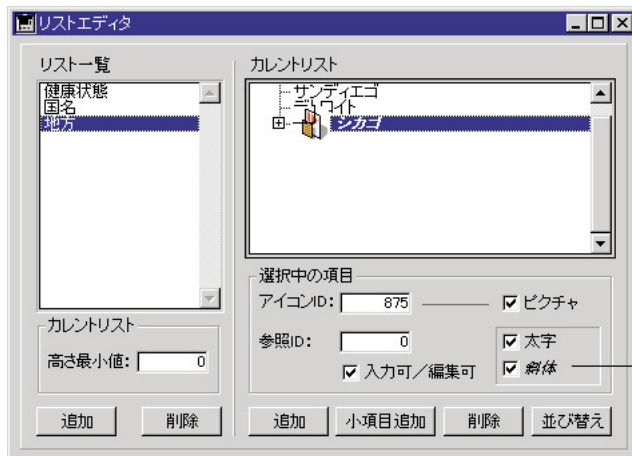 リストエディタ
リスト一覧
健康状態
国名
地方
カレントリスト
高さ最小値:
0
追加
削除
カレントリスト
サンディエゴ
デトロイト
シカゴ
選択中の項目
アイコンID:
875
ピクチャ
参照ID:
0
太字
入力可/編集可
斜体
追加
小項目追加
削除
並び替え